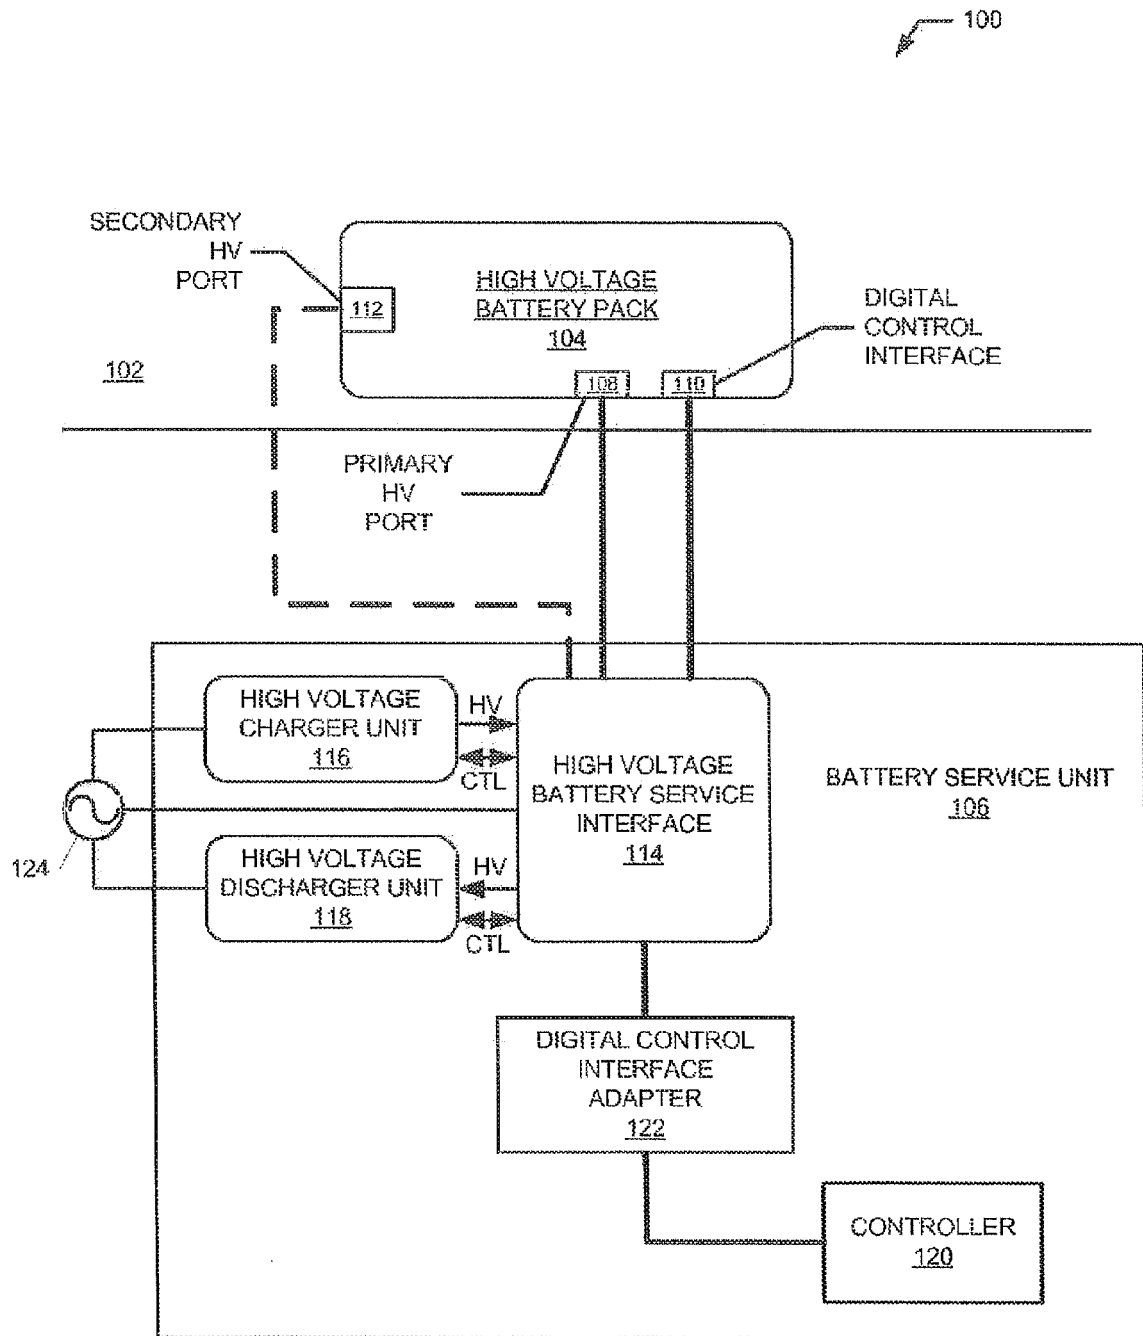 100
SECONDARY
HV
PORT
112
HIGH VOLTAGE
BATTERY PACK
104
DIGITAL
CONTROL
INTERFACE
102
108
110
PRIMARY
HV
PORT
HIGH VOLTAGE
CHARGER UNIT
116
HV
CTL
HIGH VOLTAGE
BATTERY SERVICE
INTERFACE
114
BATTERY SERVICE UNIT
106
124
HIGH VOLTAGE
DISCHARGER UNIT
118
HV
CTL
DIGITAL CONTROL
INTERFACE
ADAPTER
122
CONTROLLER
120